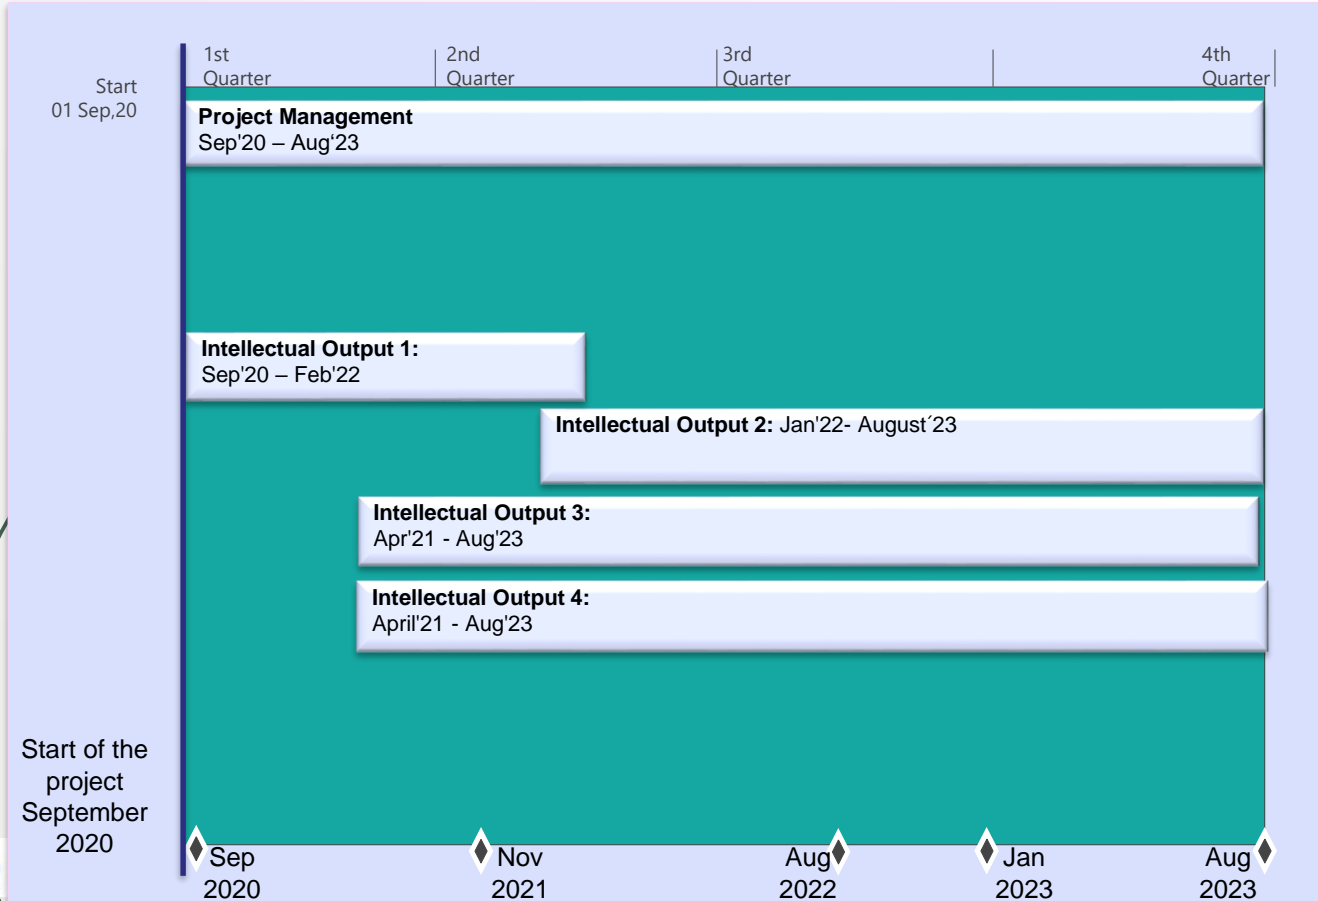 1st
Quarter
2nd
Quarter
3rd
Quarter
4th
Quarter
Start
01 Sep,20
Project Management
Sep'20 – Aug‘23
Intellectual Output 1:
Sep'20 – Feb'22
Intellectual Output 2: Jan'22- August´23
Intellectual Output 3:
Apr'21 - Aug'23
Intellectual Output 4:
April'21 - Aug'23
Start of the
project
September
2020
Sep
2020
Nov
2021
Aug
2022
Jan
2023
Aug
2023